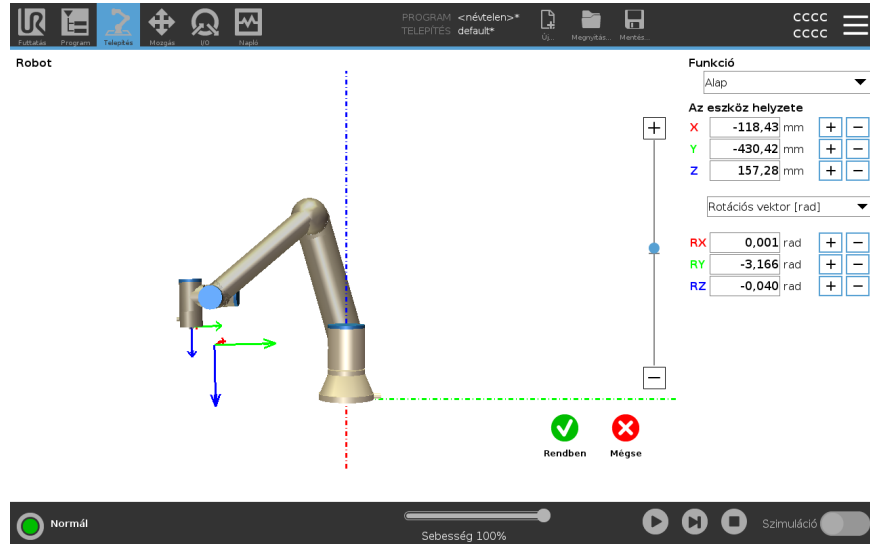 Futtatás Program Telepítés Mozgás I/O Napló
PROGRAM <névtelen>*
TELEPÍTÉS default*
Új... Megnyitás... Mentés...
cccc
cccc
Robot
Funkció
Alap
Az eszköz helyzete
X -118,43 mm + −
Y -430,42 mm + −
Z 157,28 mm + −
Rotációs vektor [rad]
RX 0,001 rad + −
RY -3,166 rad + −
RZ -0,040 rad + −
+
−
Rendben Mégse
Normál
Sebesség 100%
Szimuláció